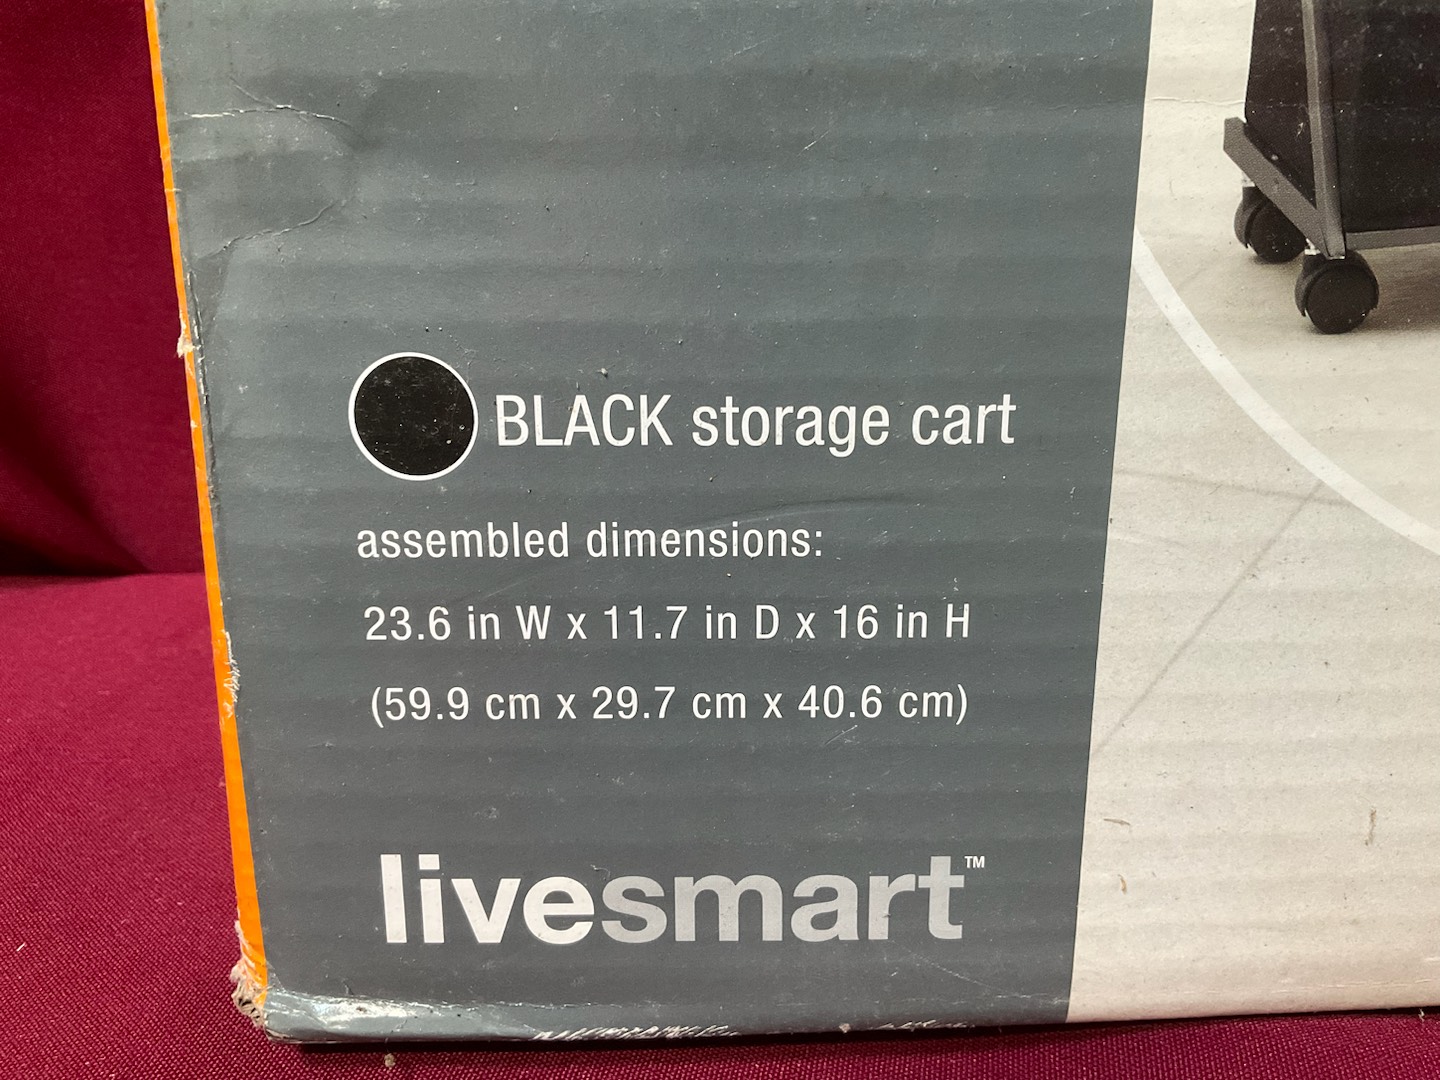 BLACK storage cart
assembled dimensions:
23.6 in W x 11.7 in D x 16 in H
(59.9 cm x 29.7 cm x 40.6 cm)
livesmart™